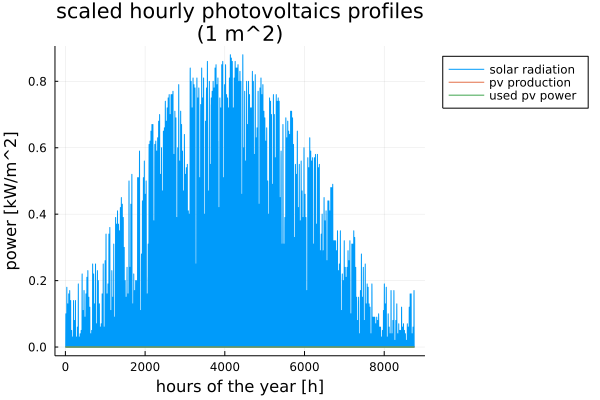 scaled hourly photovoltaics profiles
(1 m^2)
solar radiation
pv production
used pv power
power [kW/m^2]
0.8
0.6
0.4
0.2
0.0
0
2000
4000
6000
8000
hours of the year [h]